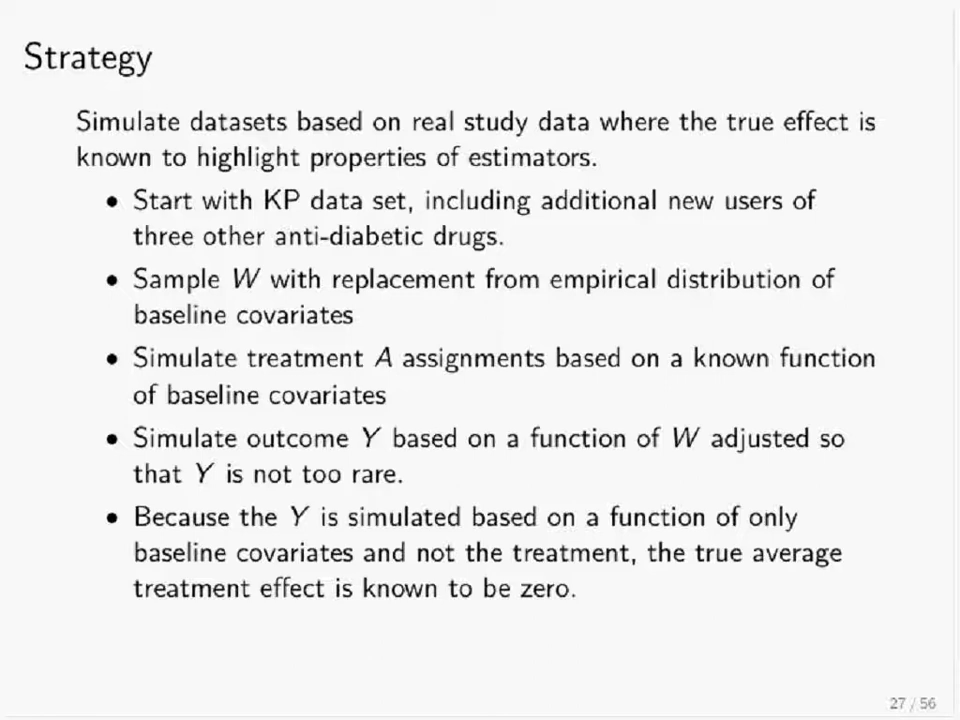 Strategy
Simulate datasets based on real study data where the true effect is
known to highlight properties of estimators.
• Start with KP data set, including additional new users of
three other anti-diabetic drugs.
• Sample W with replacement from empirical distribution of
baseline covariates
• Simulate treatment A assignments based on a known function
of baseline covariates
• Simulate outcome Y based on a function of W adjusted so
that Y is not too rare.
• Because the Y is simulated based on a function of only
baseline covariates and not the treatment, the true average
treatment effect is known to be zero.
27 / 56